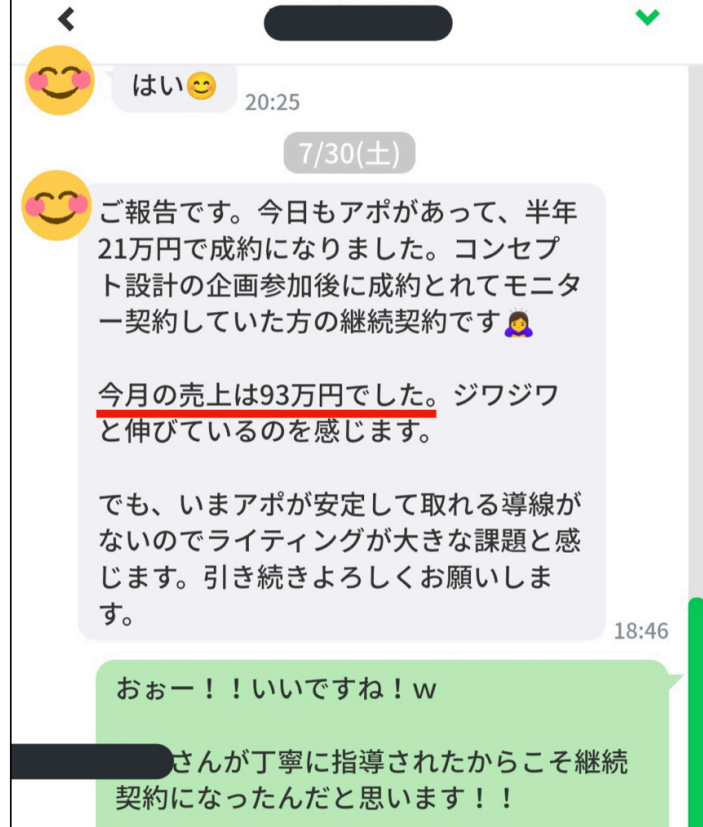 はい😊
20:25
7/30(土)
ご報告です。今日もアポがあって、半年
21万円で成約になりました。コンセプ
ト設計の企画参加後に成約とれてモニタ
ー契約していた方の継続契約です🙇‍♀️
今月の売上は93万円でした。ジワジワ
と伸びているのを感じます。
でも、いまアポが安定して取れる導線が
ないのでライティングが大きな課題と感
じます。引き続きよろしくお願いしま
す。
18:46
おぉー！！いいですね！ｗ
さんが丁寧に指導されたからこそ継続
契約になったんだと思います！！